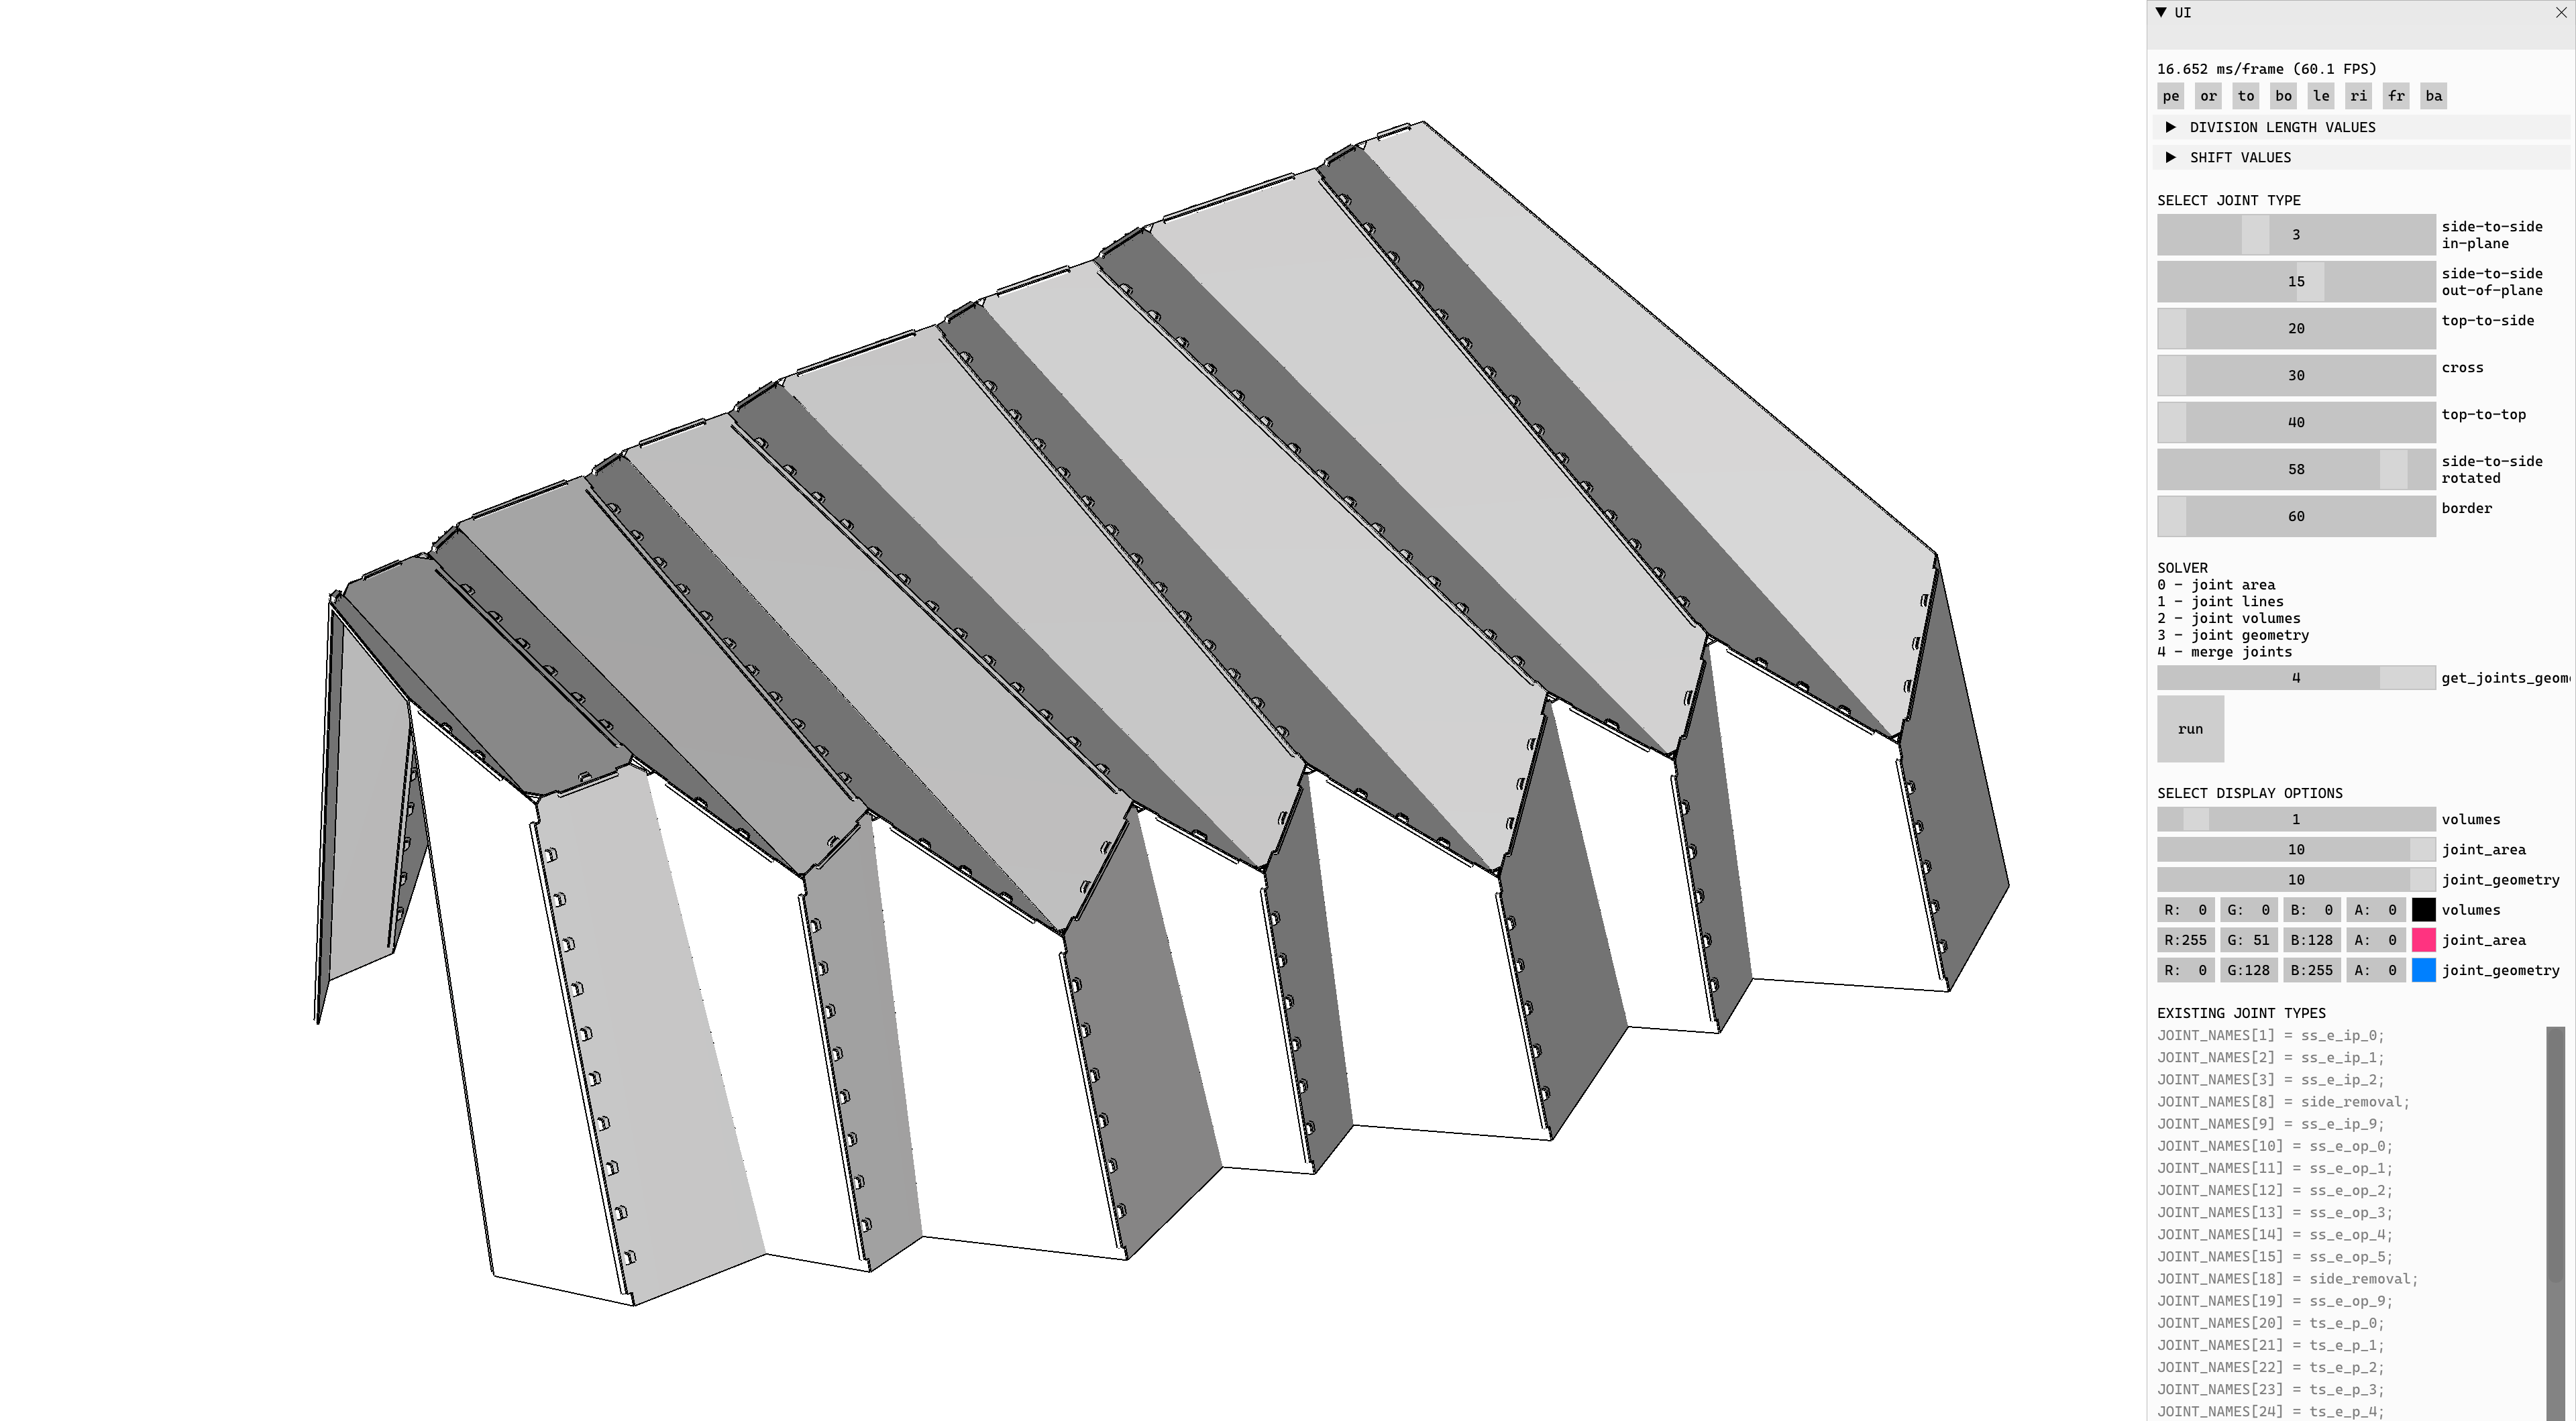 UI
16.652 ms/frame (60.1 FPS)
pe or to bo le ri fr ba
DIVISION LENGTH VALUES
SHIFT VALUES
SELECT JOINT TYPE
3 side-to-side
in-plane
15 side-to-side
out-of-plane
20 top-to-side
30 cross
40 top-to-top
58 side-to-side
rotated
60 border
SOLVER
0 - joint area
1 - joint lines
2 - joint volumes
3 - joint geometry
4 - merge joints
4 get_joints_geom
run
SELECT DISPLAY OPTIONS
1 volumes
10 joint_area
10 joint_geometry
R: 0 G: 0 B: 0 A: 0 volumes
R:255 G: 51 B:128 A: 0 joint_area
R: 0 G:128 B:255 A: 0 joint_geometry
EXISTING JOINT TYPES
JOINT_NAMES[1] = ss_e_ip_0;
JOINT_NAMES[2] = ss_e_ip_1;
JOINT_NAMES[3] = ss_e_ip_2;
JOINT_NAMES[8] = side_removal;
JOINT_NAMES[9] = ss_e_ip_9;
JOINT_NAMES[10] = ss_e_op_0;
JOINT_NAMES[11] = ss_e_op_1;
JOINT_NAMES[12] = ss_e_op_2;
JOINT_NAMES[13] = ss_e_op_3;
JOINT_NAMES[14] = ss_e_op_4;
JOINT_NAMES[15] = ss_e_op_5;
JOINT_NAMES[18] = side_removal;
JOINT_NAMES[19] = ss_e_op_9;
JOINT_NAMES[20] = ts_e_p_0;
JOINT_NAMES[21] = ts_e_p_1;
JOINT_NAMES[22] = ts_e_p_2;
JOINT_NAMES[23] = ts_e_p_3;
JOINT_NAMES[24] = ts_e_p_4;